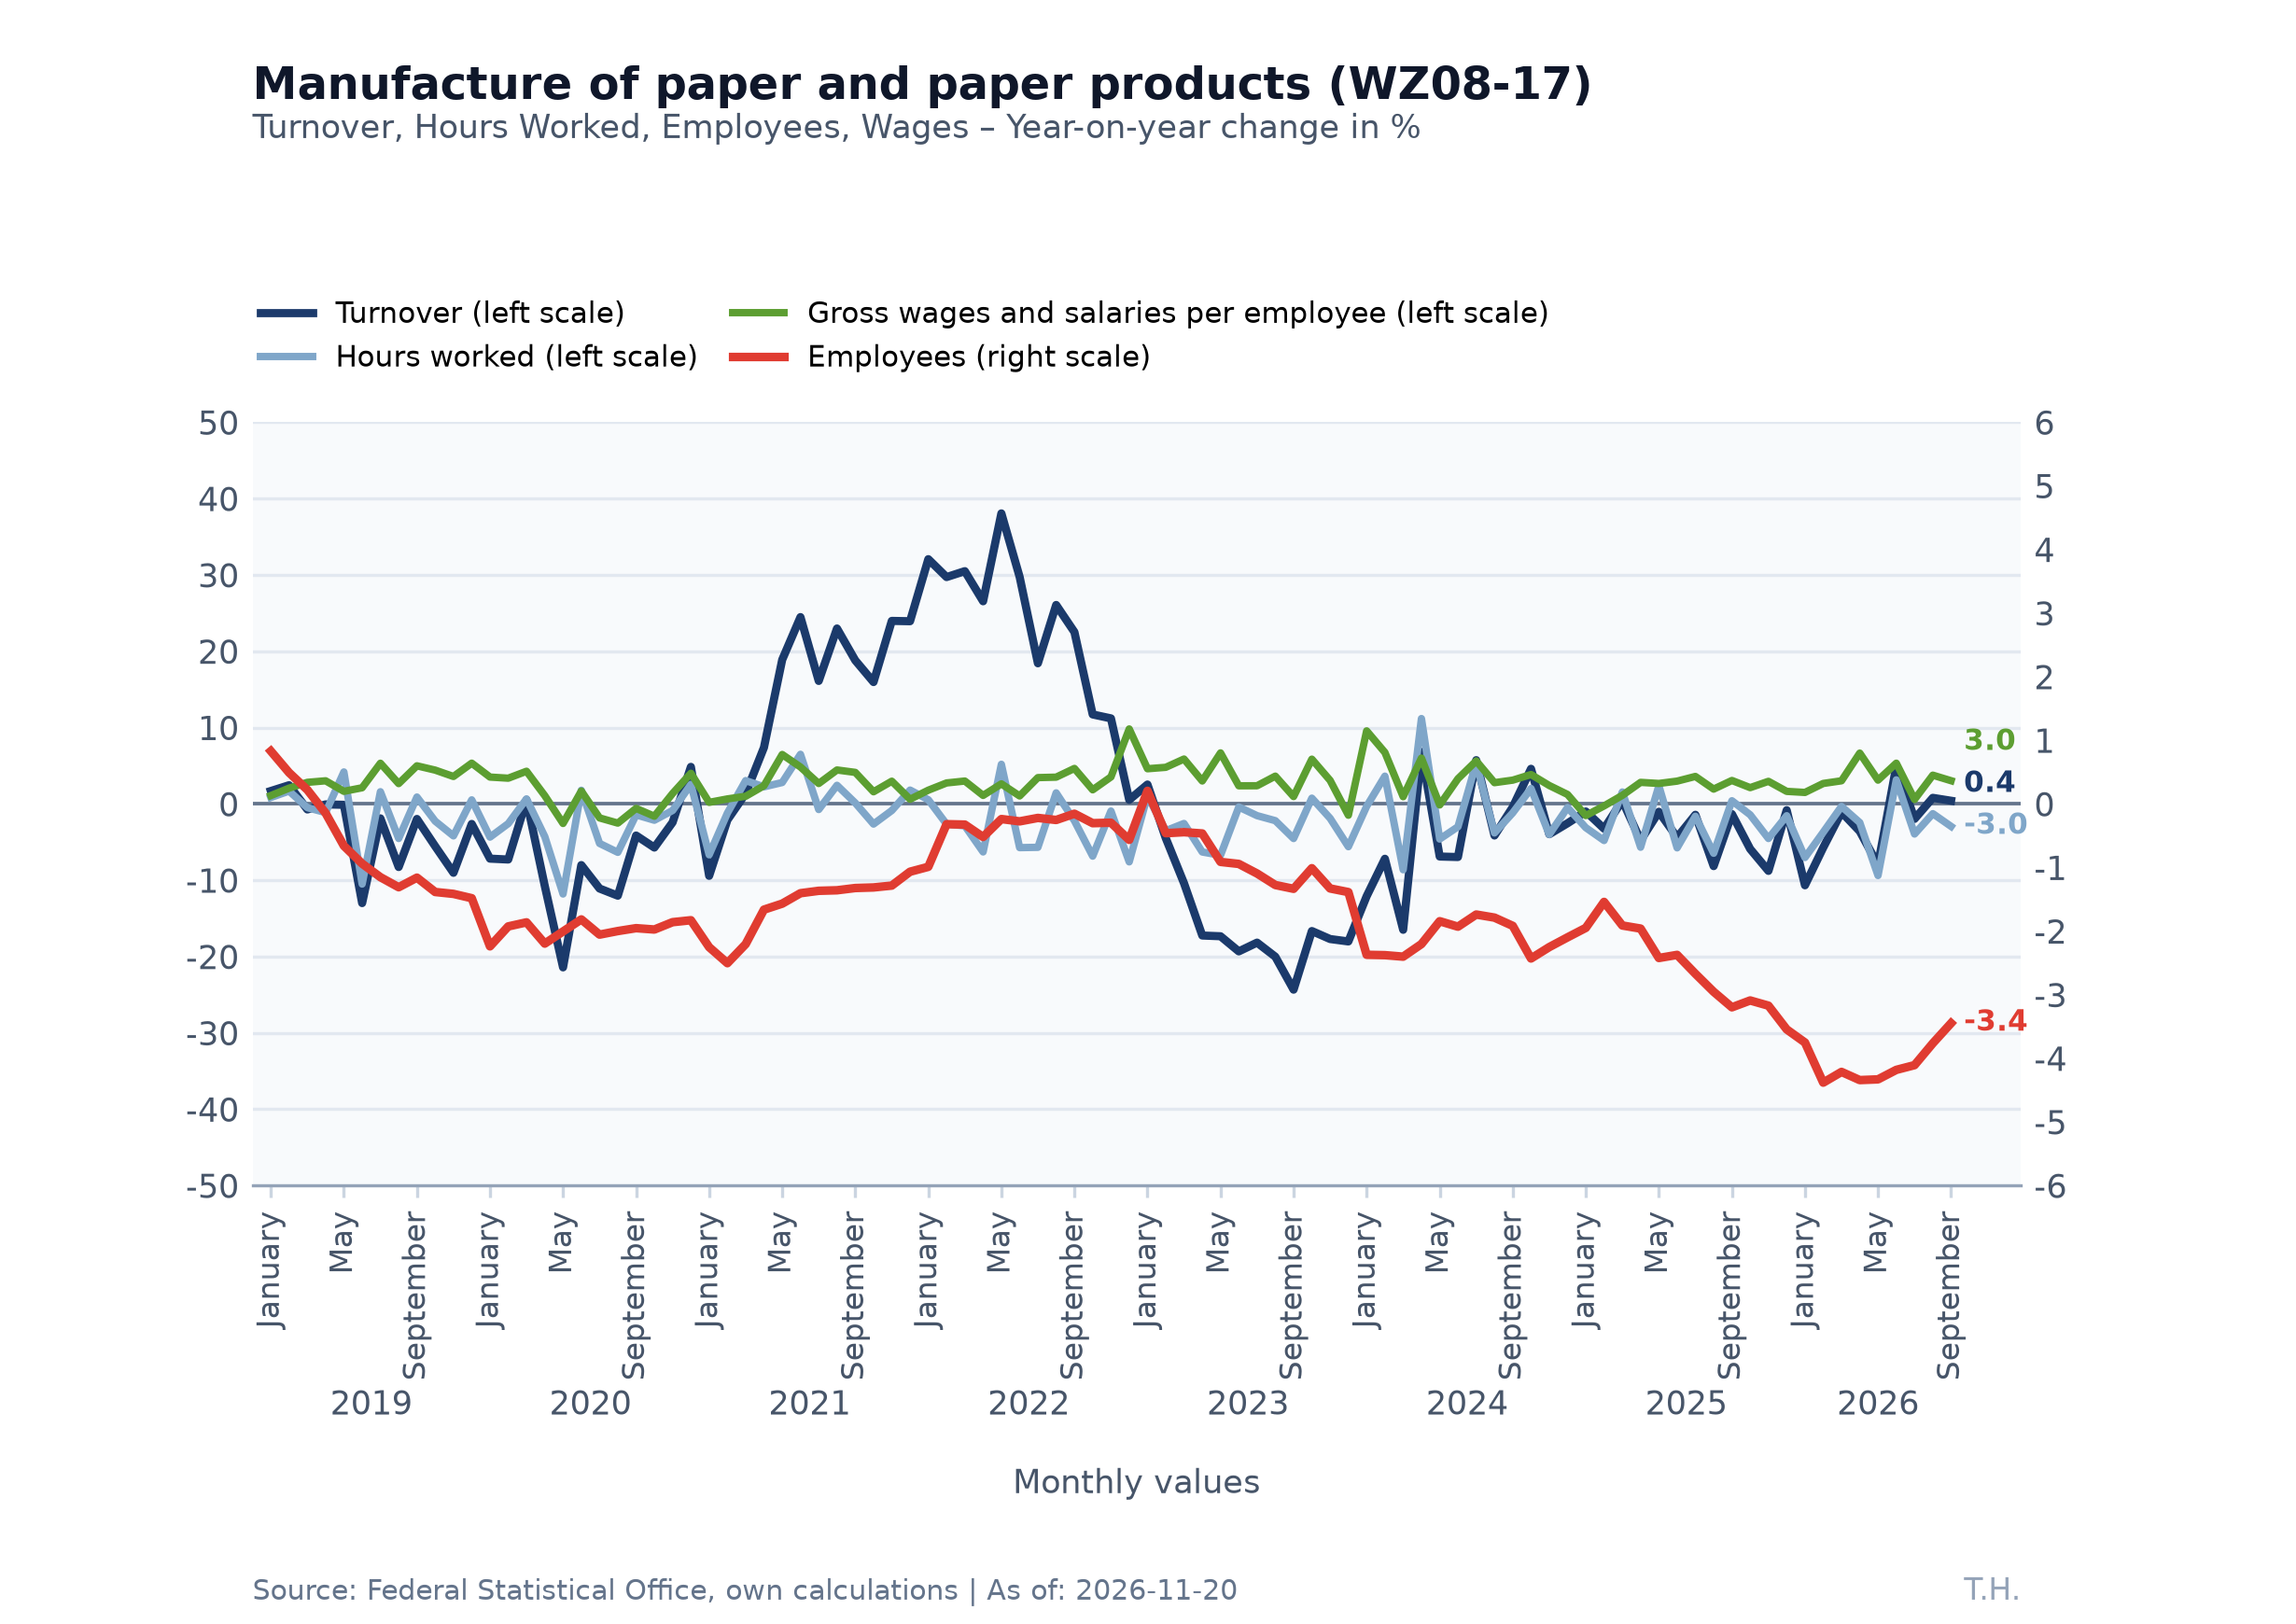 Manufacture of paper and paper products (WZ08-17)
Turnover, Hours Worked, Employees, Wages – Year-on-year change in %
Turnover (left scale)
Hours worked (left scale)
Gross wages and salaries per employee (left scale)
Employees (right scale)
50
40
30
20
10
0
-10
-20
-30
-40
-50
6
5
4
3
2
1
0
-1
-2
-3
-4
-5
-6
3.0
0.4
-3.0
-3.4
January
May
September
January
May
September
January
May
September
January
May
September
January
May
September
January
May
September
January
May
September
January
May
September
2019
2020
2021
2022
2023
2024
2025
2026
Monthly values
Source: Federal Statistical Office, own calculations | As of: 2026-11-20
T.H.